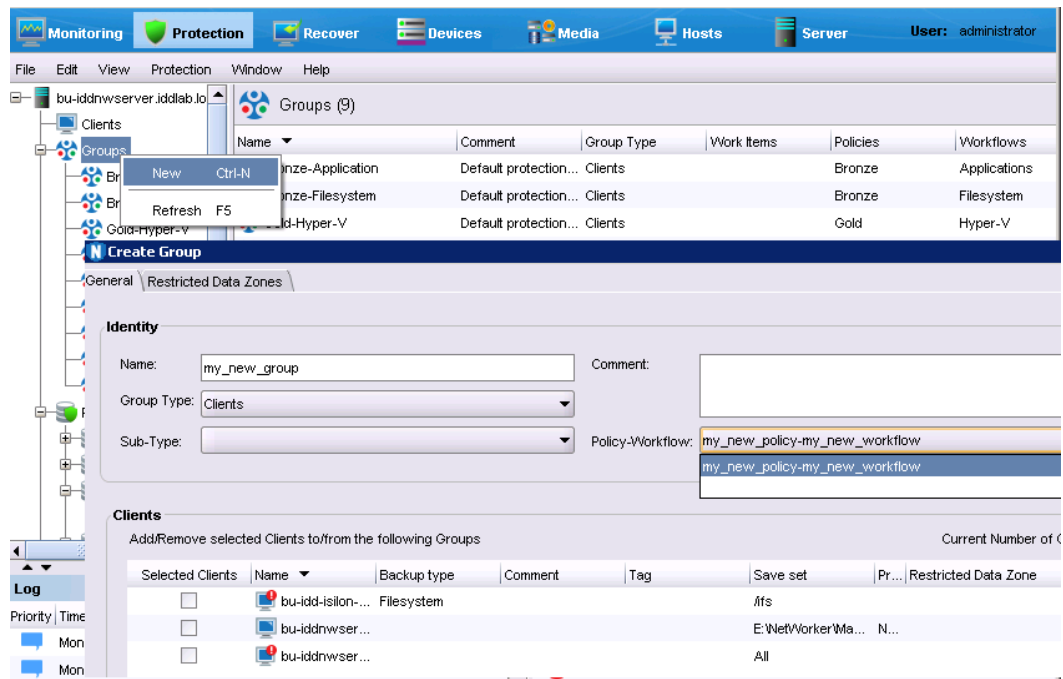 Monitoring Protection Recover Devices Media Hosts Server User: administrator
File Edit View Protection Window Help
bu-iddnwserver.iddlab.lo
Clients
Groups
Br
Br
Gold-Hyper-V
New Ctrl-N
Refresh F5
Groups (9)
Name Comment Group Type Work Items Policies Workflows
onze-Application Default protection... Clients Bronze Applications
onze-Filesystem Default protection... Clients Bronze Filesystem
ld-Hyper-V Default protection... Clients Gold Hyper-V
N Create Group
General Restricted Data Zones
Identity
Name: my_new_group Comment:
Group Type: Clients
Sub-Type: Policy-Workflow: my_new_policy-my_new_workflow
my_new_policy-my_new_workflow
Clients
Add/Remove selected Clients to/from the following Groups Current Number of
Selected Clients Name Backup type Comment Tag Save set Pr... Restricted Data Zone
bu-idd-isilon-... Filesystem /ifs
bu-iddnwser... E:\NetWorker\Ma... N...
bu-iddnwser... All
Log
Priority Time
Mon
Mon